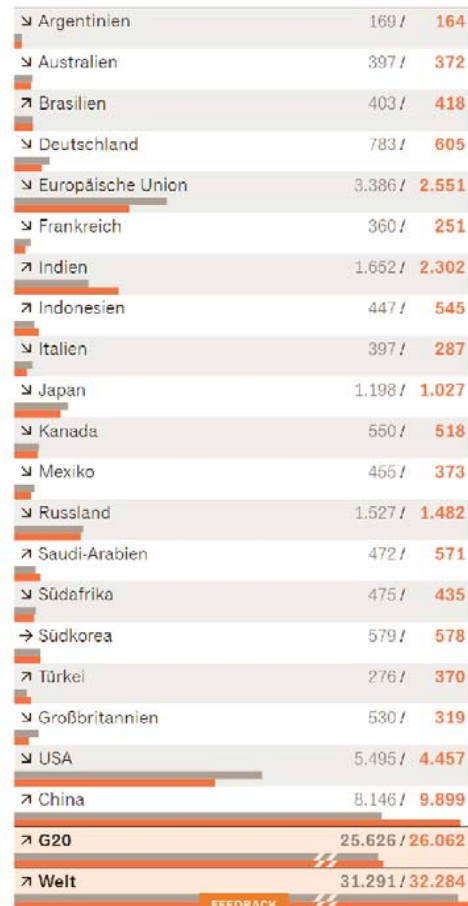 ↘ Argentinien 169 / 164
↘ Australien 397 / 372
↗ Brasilien 403 / 418
↘ Deutschland 783 / 605
↘ Europäische Union 3.386 / 2.551
↘ Frankreich 360 / 251
↗ Indien 1.652 / 2.302
↗ Indonesien 447 / 545
↘ Italien 397 / 287
↘ Japan 1.198 / 1.027
↘ Kanada 550 / 518
↘ Mexiko 455 / 373
↘ Russland 1.527 / 1.482
↗ Saudi-Arabien 472 / 571
↘ Südafrika 475 / 435
→ Südkorea 579 / 578
↗ Türkei 276 / 370
↘ Großbritannien 530 / 319
↘ USA 5.495 / 4.457
↗ China 8.146 / 9.899
↗ G20 25.626 / 26.062
↗ Welt 31.291 / 32.284
FEEDBACK